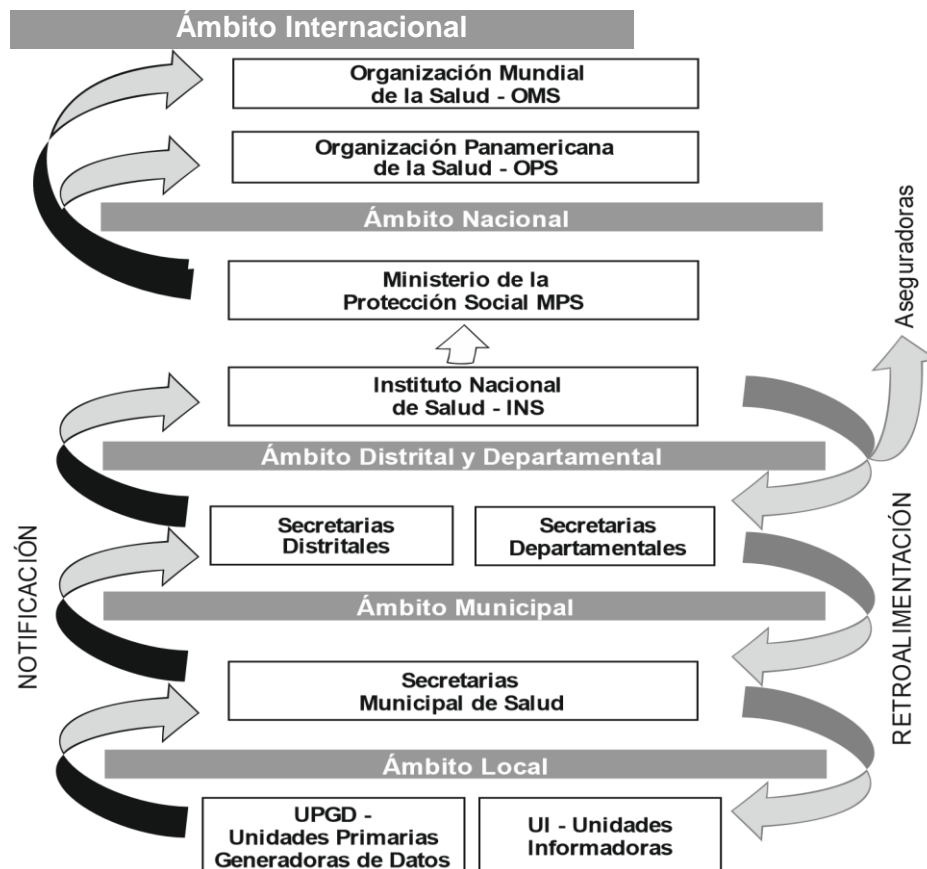 Ámbito Internacional
Organización Mundial
de la Salud - OMS
Organización Panamericana
de la Salud - OPS
Ámbito Nacional
Ministerio de la
Protección Social MPS
Aseguradoras
Instituto Nacional
de Salud - INS
Ámbito Distrital y Departamental
Secretarias
Distritales
Secretarias
Departamentales
NOTIFICACIÓN
RETROALIMENTACIÓN
Ámbito Municipal
Secretarias
Municipal de Salud
Ámbito Local
UPGD -
Unidades Primarias
Generadoras de Datos
UI - Unidades
Informadoras